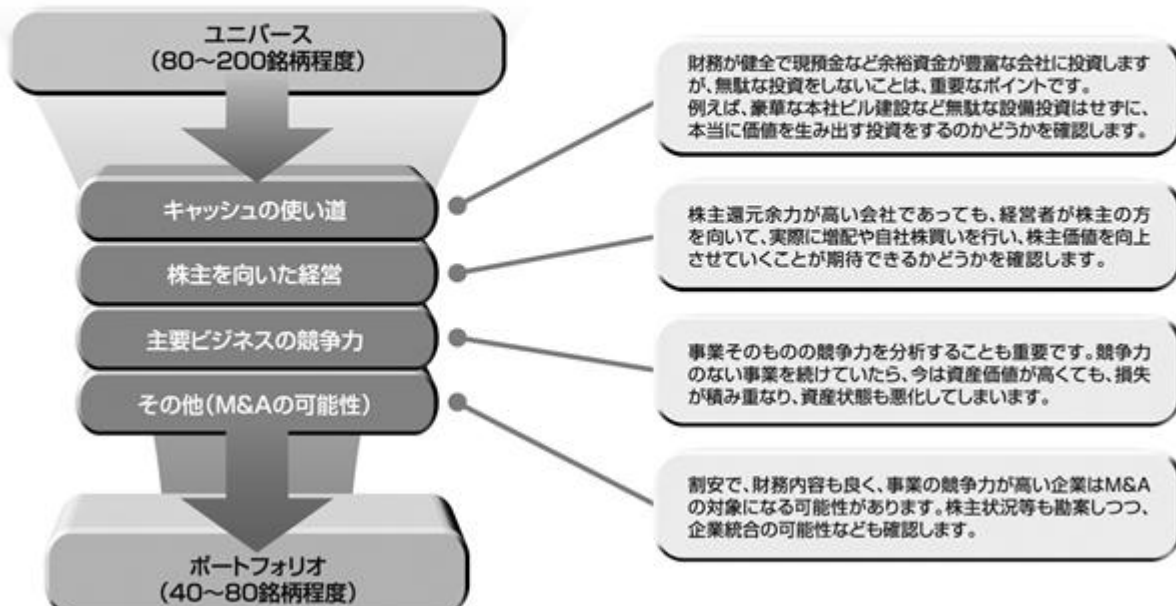 ユニバース
(80～200銘柄程度)
キャッシュの使い道
株主を向いた経営
主要ビジネスの競争力
その他(M&Aの可能性)
ポートフォリオ
(40～80銘柄程度)
財務が健全で現預金など余裕資金が豊富な会社に投資します
が、無駄な投資をしないことは、重要なポイントです。
例えば、豪華な本社ビル建設など無駄な設備投資はせずに、
本当に価値を生み出す投資をするのかどうかを確認します。
株主還元余力が高い会社であっても、経営者が株主の方
を向いて、実際に増配や自社株買いを行い、株主価値を向上
させていくことが期待できるかどうかを確認します。
事業そのものの競争力を分析することも重要です。競争力
のない事業を続けていたら、今は資産価値が高くても、損失
が積み重なり、資産状態も悪化してしまいます。
割安で、財務内容も良く、事業の競争力が高い企業はM&A
の対象になる可能性があります。株主状況等も勘案しつつ、
企業統合の可能性なども確認します。